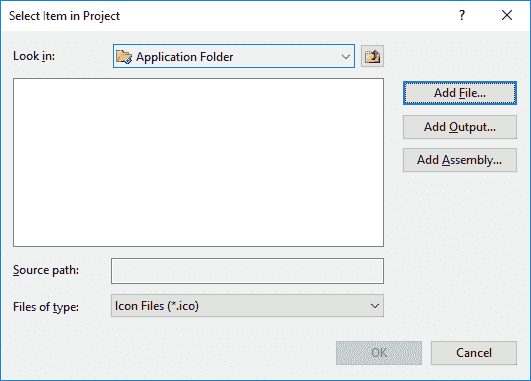 Select Item in Project
Look in:
Application Folder
Add File...
Add Output...
Add Assembly...
Source path:
Files of type:
Icon Files (*.ico)
OK
Cancel